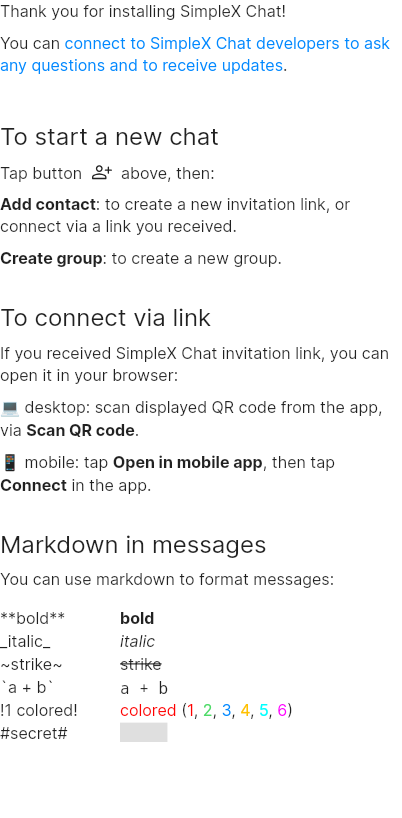 Thank you for installing SimpleX Chat!
You can connect to SimpleX Chat developers to ask
any questions and to receive updates.
To start a new chat
Tap button above, then:
Add contact: to create a new invitation link, or
connect via a link you received.
Create group: to create a new group.
To connect via link
If you received SimpleX Chat invitation link, you can
open it in your browser:
💻 desktop: scan displayed QR code from the app,
via Scan QR code.
📱 mobile: tap Open in mobile app, then tap
Connect in the app.
Markdown in messages
You can use markdown to format messages:
**bold** bold
_italic_ italic
~strike~ strike
`a + b` a + b
!1 colored! colored (1, 2, 3, 4, 5, 6)
#secret#